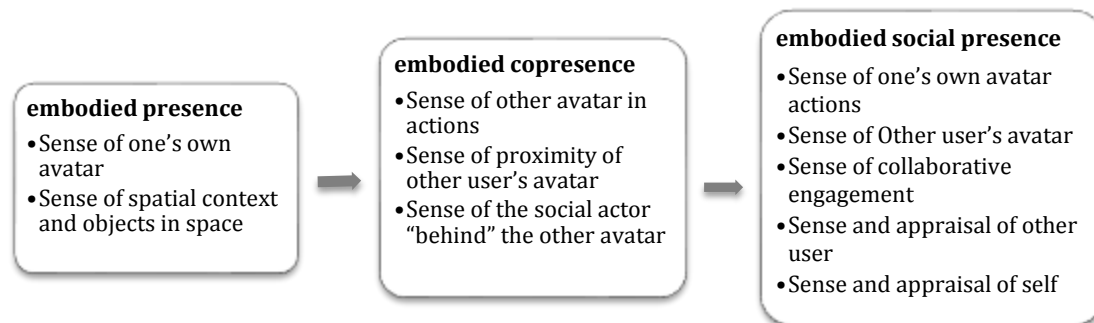 embodied presence
•Sense of one’s own
avatar
•Sense of spatial context
and objects in space
embodied copresence
•Sense of other avatar in
actions
•Sense of proximity of
other user’s avatar
•Sense of the social actor
“behind” the other avatar
embodied social presence
•Sense of one’s own avatar
actions
•Sense of Other user’s avatar
•Sense of collaborative
engagement
•Sense and appraisal of other
user
•Sense and appraisal of self